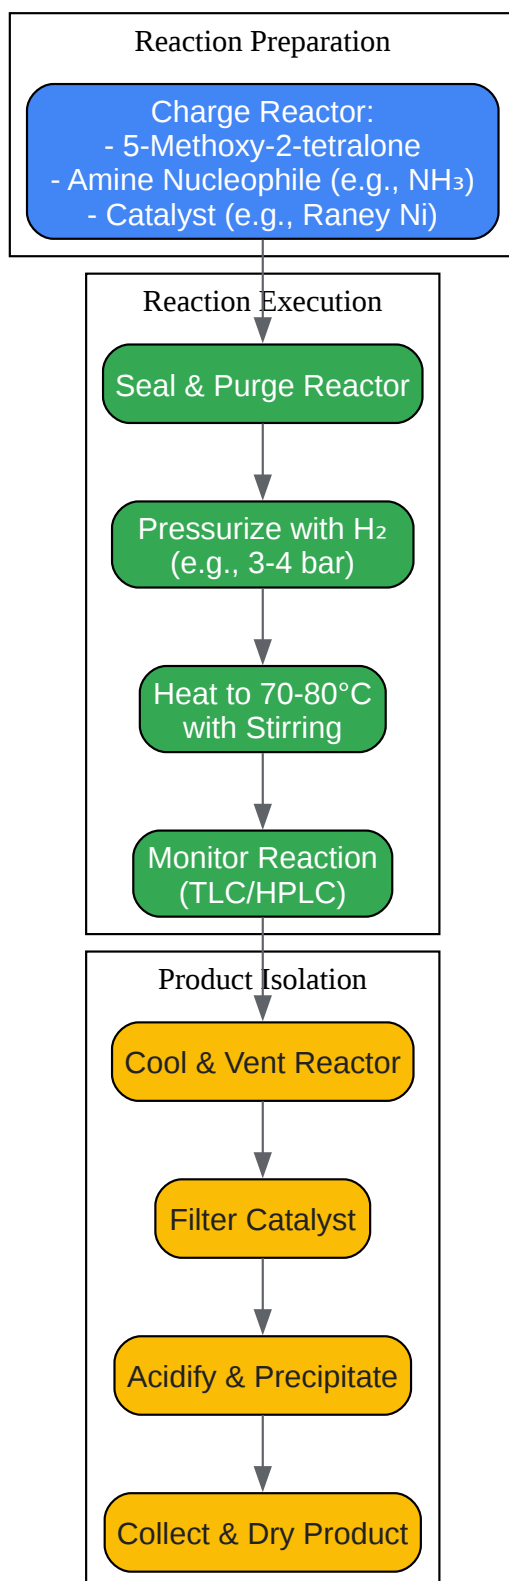 Reaction Preparation
Charge Reactor:
- 5-Methoxy-2-tetralone
- Amine Nucleophile (e.g., NH₃)
- Catalyst (e.g., Raney Ni)
Reaction Execution
Seal & Purge Reactor
Pressurize with H₂
(e.g., 3-4 bar)
Heat to 70-80°C
with Stirring
Monitor Reaction
(TLC/HPLC)
Product Isolation
Cool & Vent Reactor
Filter Catalyst
Acidify & Precipitate
Collect & Dry Product